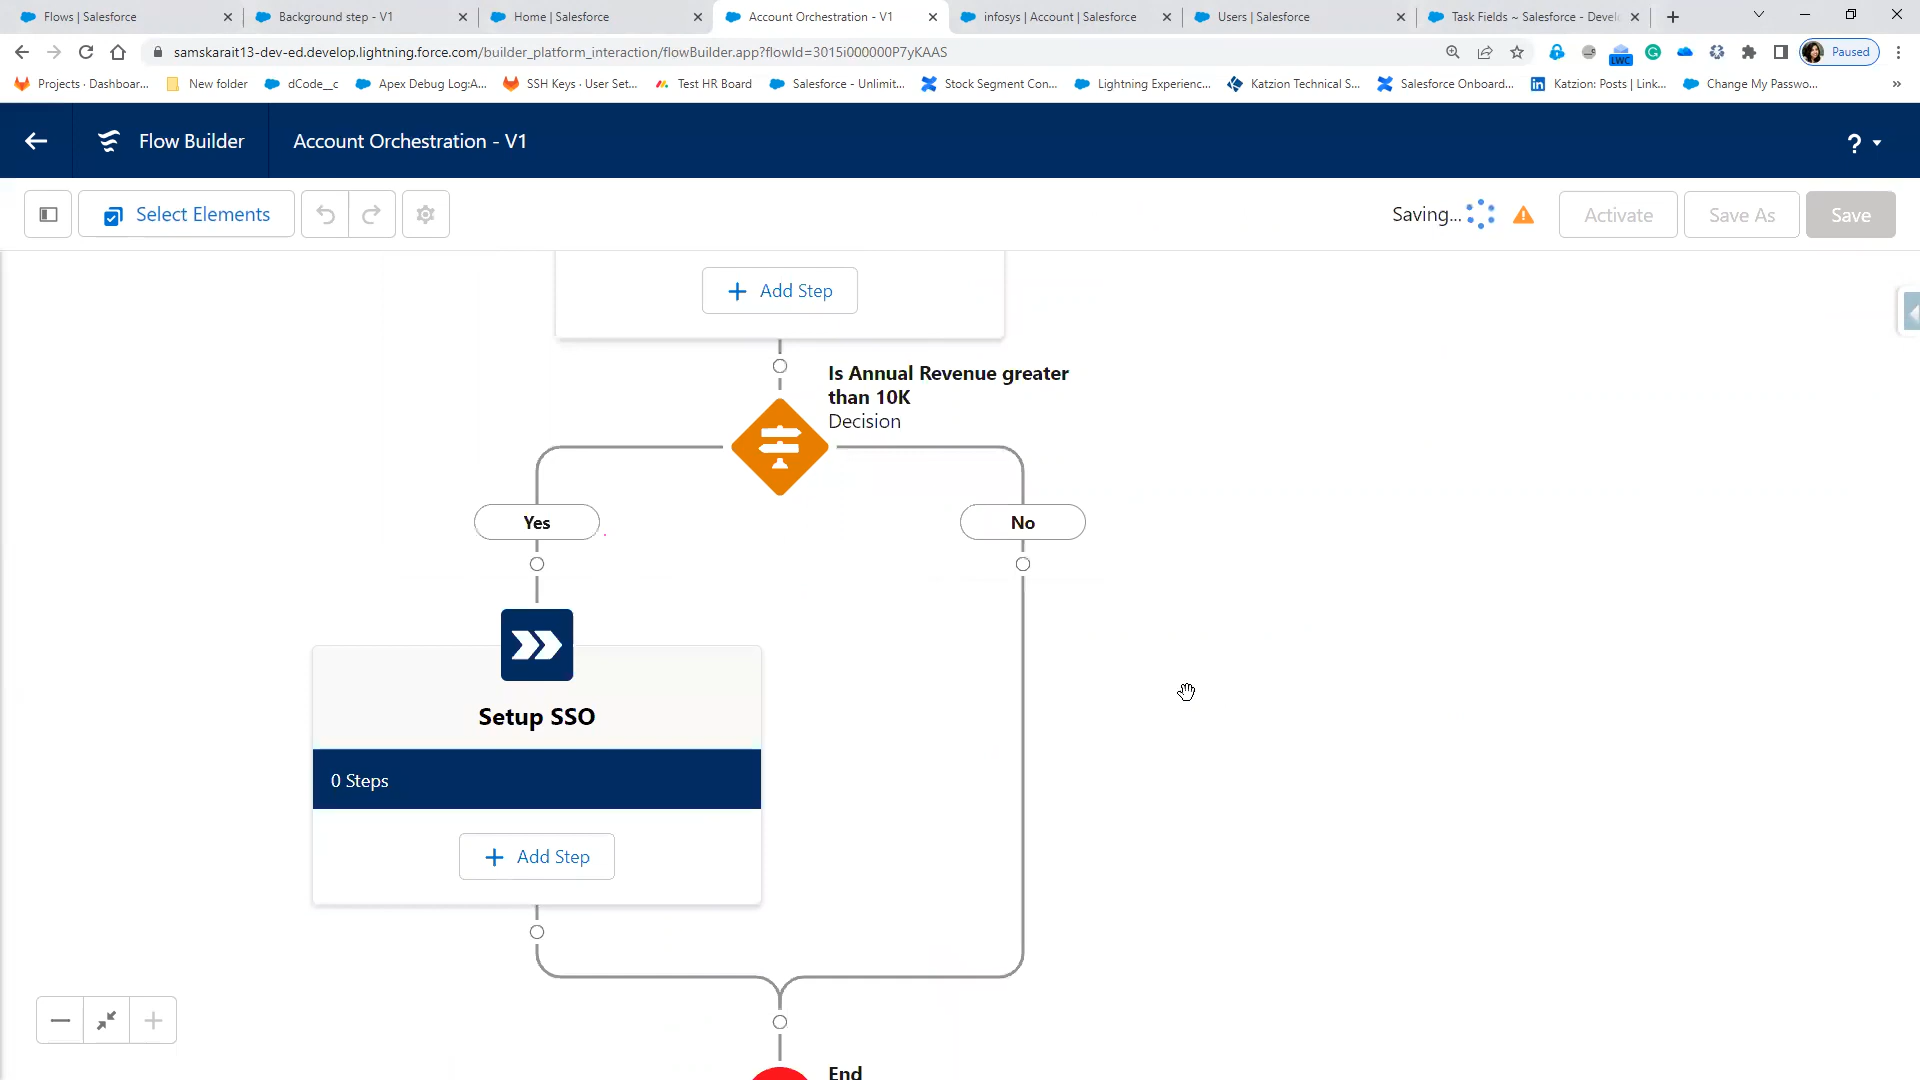 Flows | Salesforce
Background step - V1
Home | Salesforce
Account Orchestration - V1
infosys | Account | Salesforce
Users | Salesforce
Task Fields ~ Salesforce - Devel
samskarait13-dev-ed.develop.lightning.force.com/builder_platform_interaction/flowBuilder.app?flowId=3015i000000P7yKAAS
LWC
Paused
Projects · Dashboar...
New folder
dCode__c
Apex Debug Log:A...
SSH Keys · User Set...
Test HR Board
Salesforce - Unlimit...
Stock Segment Con...
Lightning Experienc...
Katzion Technical S...
Salesforce Onboard...
Katzion: Posts | Link...
Change My Passwo...
»
Flow Builder
Account Orchestration - V1
?
Select Elements
Saving...
Activate
Save As
Save
+ Add Step
Is Annual Revenue greater
than 10K
Decision
Yes
No
Setup SSO
0 Steps
+ Add Step
End